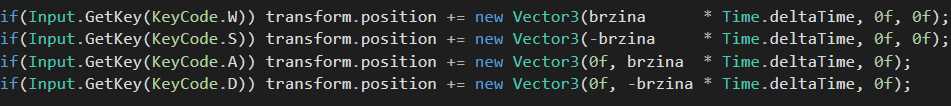 if(Input.GetKey(KeyCode.W)) transform.position += new Vector3(brzina      * Time.deltaTime, 0f, 0f);
if(Input.GetKey(KeyCode.S)) transform.position += new Vector3(-brzina     * Time.deltaTime, 0f, 0f);
if(Input.GetKey(KeyCode.A)) transform.position += new Vector3(0f, brzina  * Time.deltaTime, 0f);
if(Input.GetKey(KeyCode.D)) transform.position += new Vector3(0f, -brzina * Time.deltaTime, 0f);